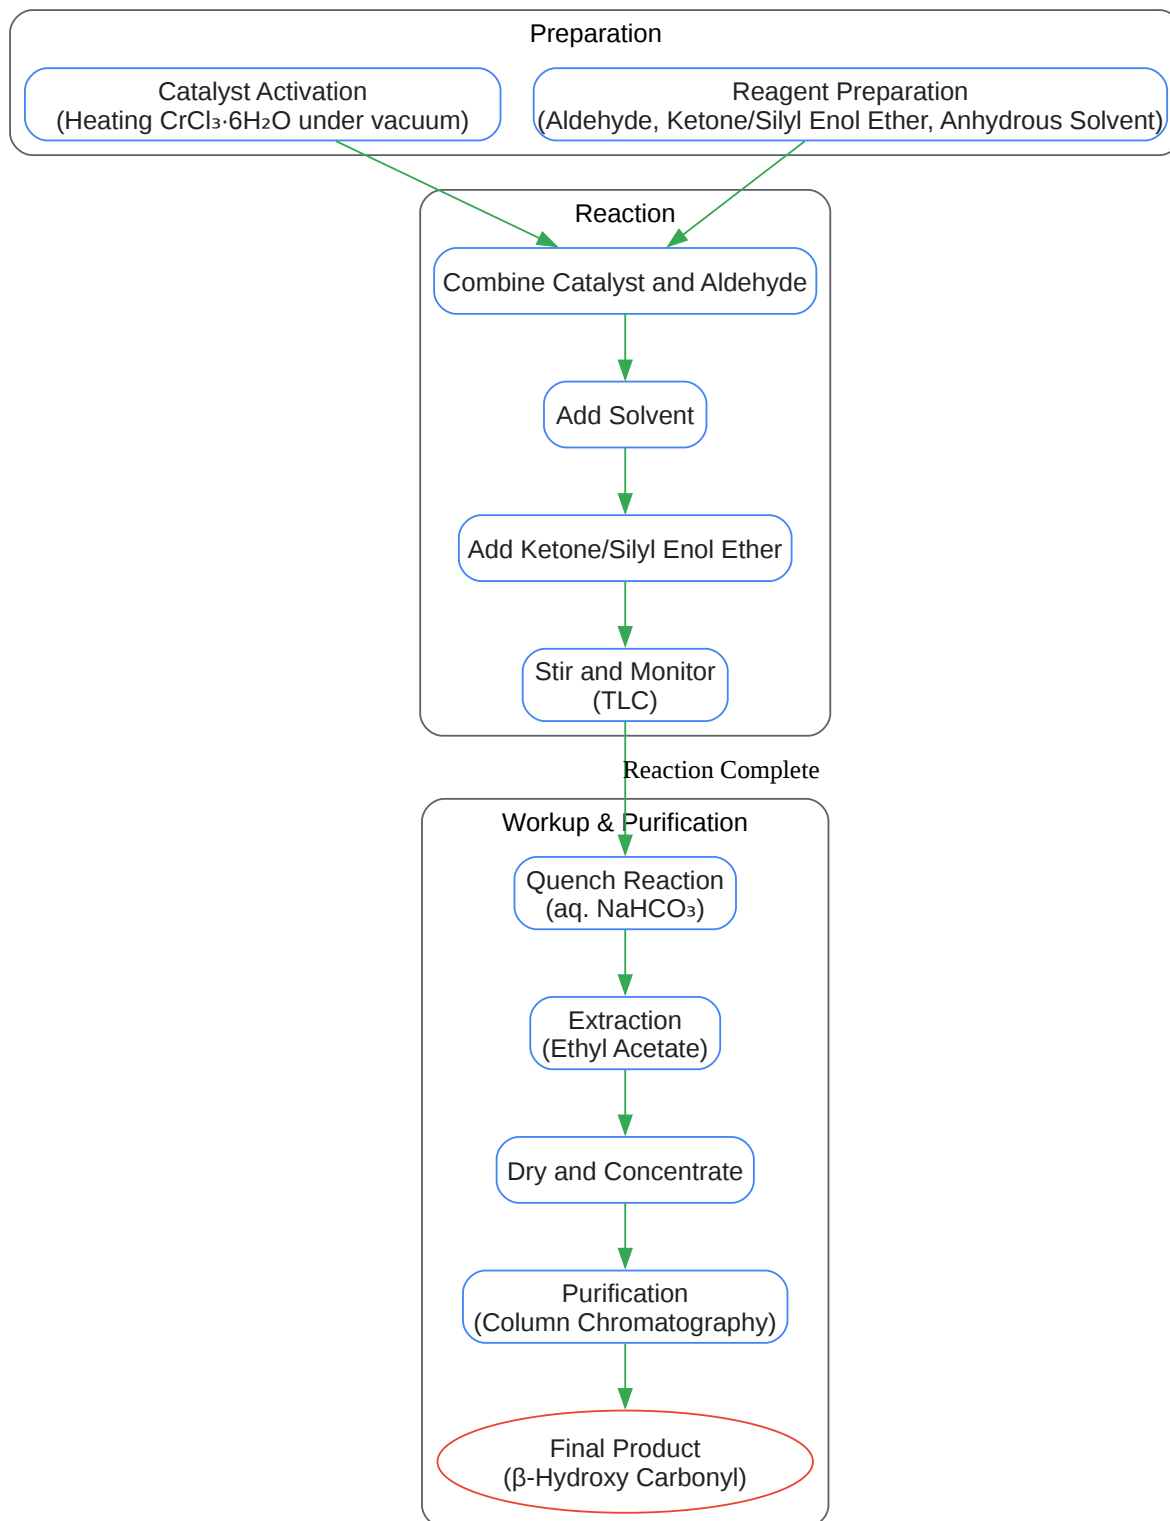 Preparation
Catalyst Activation
(Heating CrCl₃·6H₂O under vacuum)
Reagent Preparation
(Aldehyde, Ketone/Silyl Enol Ether, Anhydrous Solvent)
Reaction
Combine Catalyst and Aldehyde
Add Solvent
Add Ketone/Silyl Enol Ether
Stir and Monitor
(TLC)
Reaction Complete
Workup & Purification
Quench Reaction
(aq. NaHCO₃)
Extraction
(Ethyl Acetate)
Dry and Concentrate
Purification
(Column Chromatography)
Final Product
(β-Hydroxy Carbonyl)